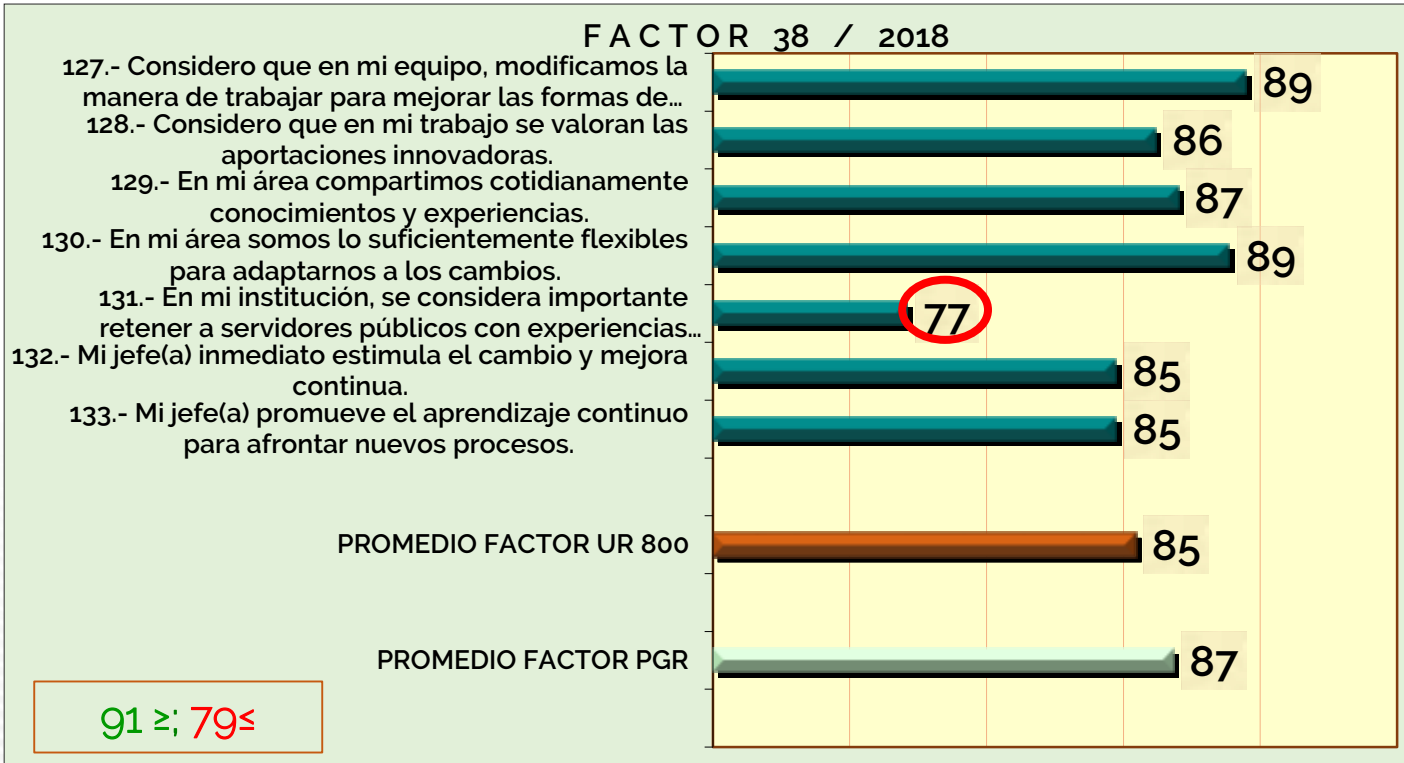 FACTOR 38 / 2018
127.- Considero que en mi equipo, modificamos la
manera de trabajar para mejorar las formas de...
89
128.- Considero que en mi trabajo se valoran las
aportaciones innovadoras.
86
129.- En mi área compartimos cotidianamente
conocimientos y experiencias.
87
130.- En mi área somos lo suficientemente flexibles
para adaptarnos a los cambios.
89
131.- En mi institución, se considera importante
retener a servidores públicos con experiencias...
77
132.- Mi jefe(a) inmediato estimula el cambio y mejora
continua.
85
133.- Mi jefe(a) promueve el aprendizaje continuo
para afrontar nuevos procesos.
85
PROMEDIO FACTOR UR 800
85
PROMEDIO FACTOR PGR
87
91 ≥; 79≤